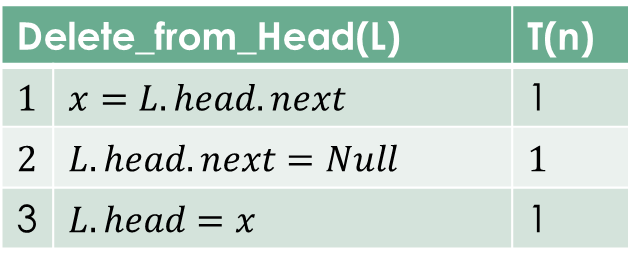 Delete_from_Head(L) T(n)
1 x = L.head.next 1
2 L.head.next = Null 1
3 L.head = x 1